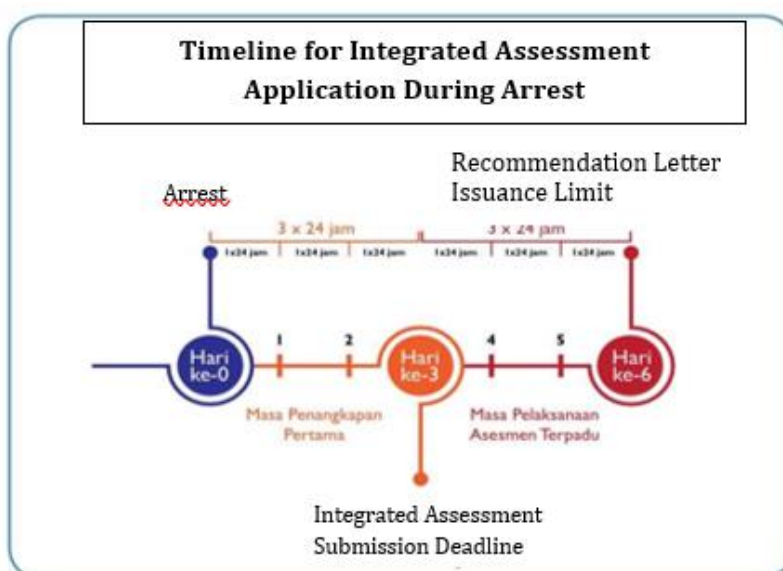 Timeline for Integrated Assessment
Application During Arrest
Arrest
Recommendation Letter
Issuance Limit
3 x 24 jam
3 x 24 jam
1x24 jam
1x24 jam
1x24 jam
1x24 jam
1x24 jam
1x24 jam
1
2
4
5
Hari
ke-0
Hari
ke-3
Hari
ke-6
Masa Penangkapan
Pertama
Masa Pelaksanaan
Asesmen Terpadu
Integrated Assessment
Submission Deadline